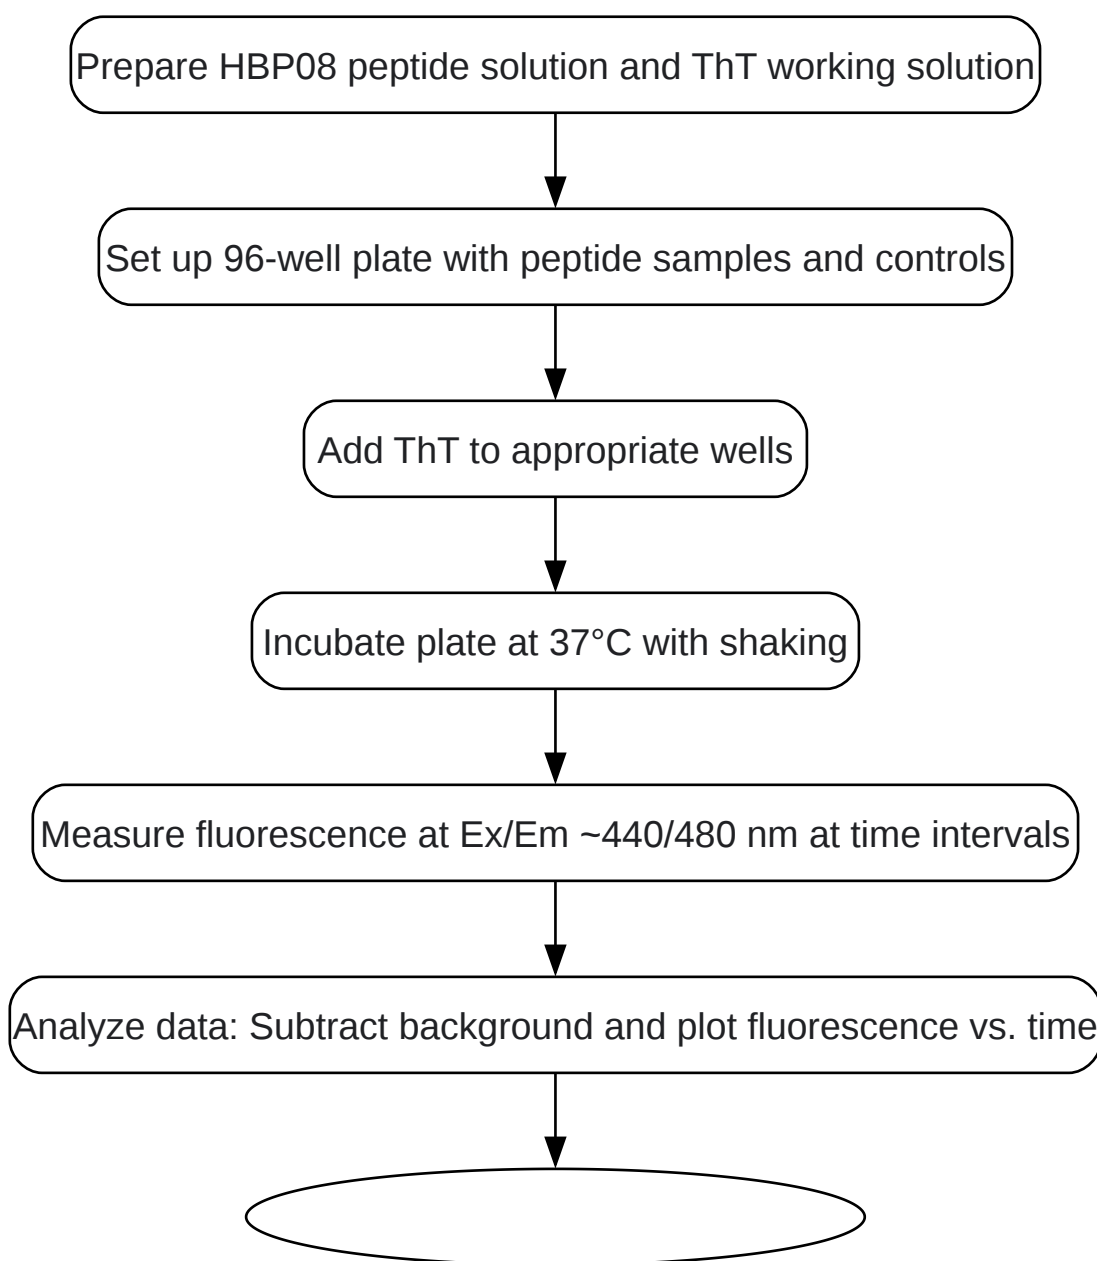 Prepare HBP08 peptide solution and ThT working solution
Set up 96-well plate with peptide samples and controls
Add ThT to appropriate wells
Incubate plate at 37°C with shaking
Measure fluorescence at Ex/Em ~440/480 nm at time intervals
Analyze data: Subtract background and plot fluorescence vs. time